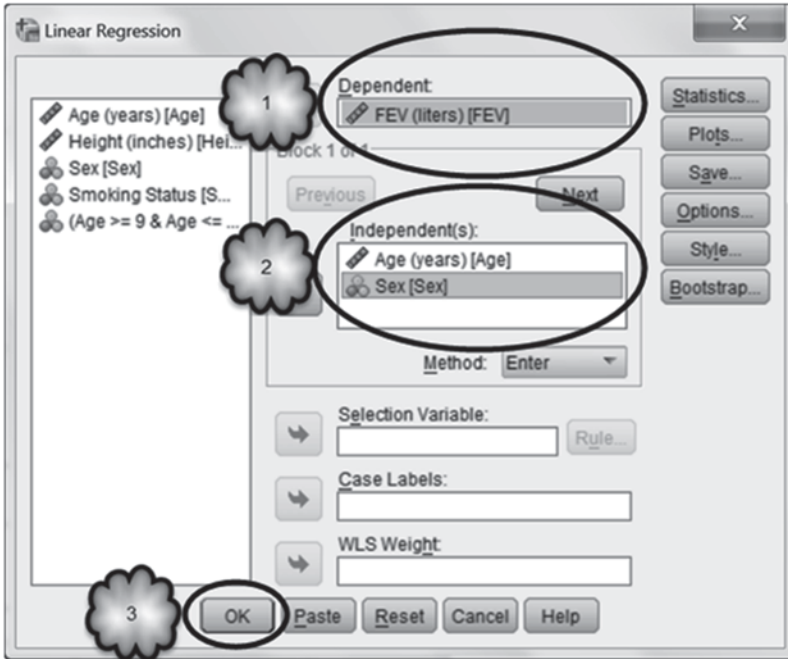 Linear Regression
x
Age (years) [Age]
Height (inches) [Hei...
Sex [Sex]
Smoking Status [S...
(Age >= 9 & Age <= ...
1
Dependent:
FEV (liters) [FEV]
Block 1 of 1
Previous
Next
2
Independent(s):
Age (years) [Age]
Sex [Sex]
Method: Enter
Selection Variable:
Rule...
Case Labels:
WLS Weight:
Statistics...
Plots...
Save...
Options...
Style...
Bootstrap...
3
OK
Paste
Reset
Cancel
Help